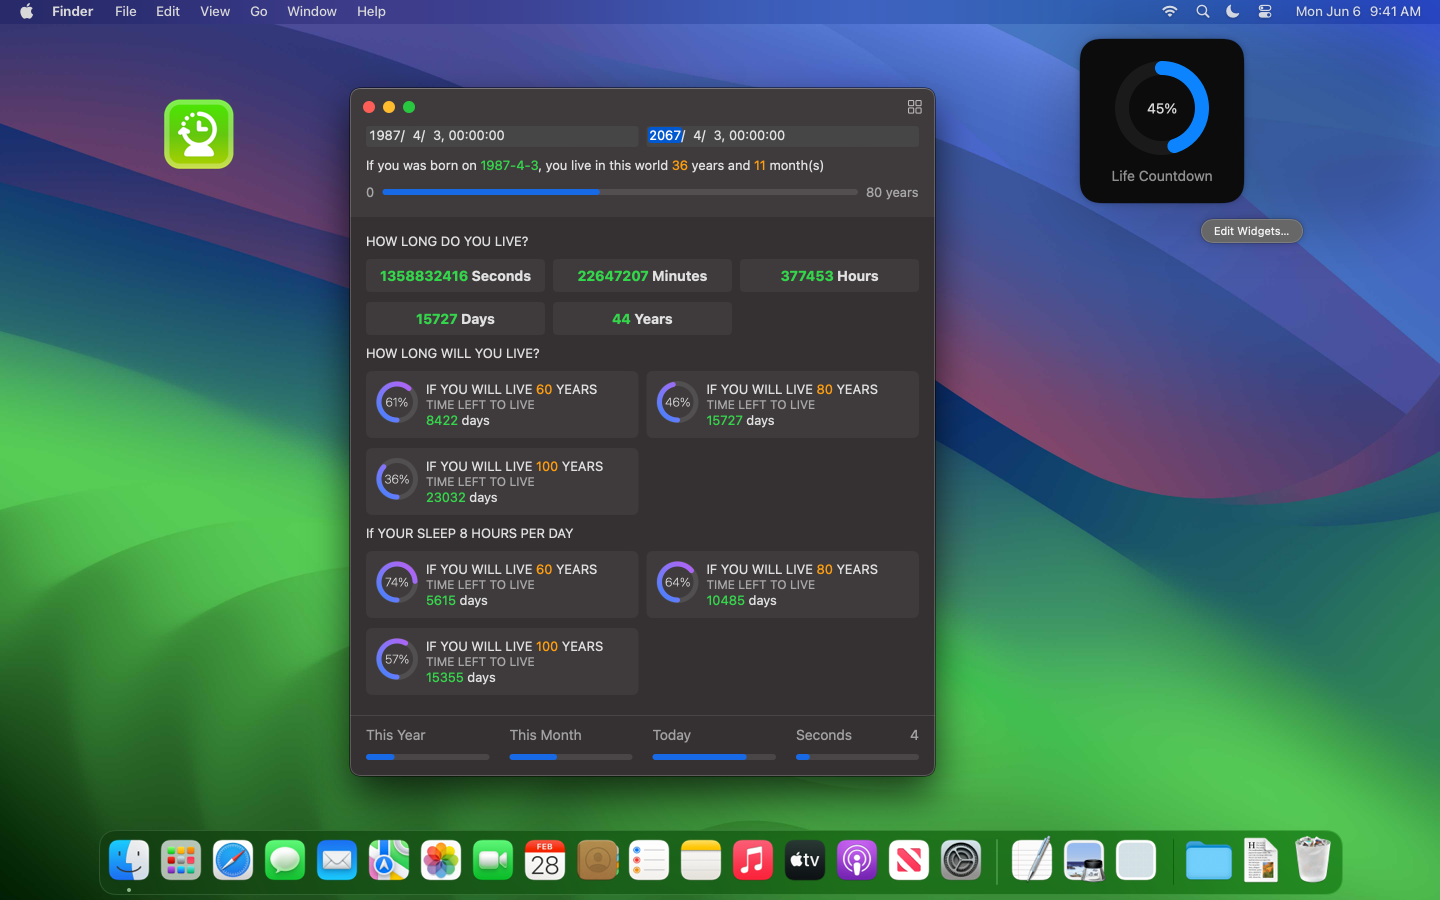 Finder File Edit View Go Window Help Mon Jun 6 9:41 AM
45%
Life Countdown
Edit Widgets...
1987/ 4/ 3, 00:00:00 2067/ 4/ 3, 00:00:00
If you was born on 1987-4-3, you live in this world 36 years and 11 month(s)
0 80 years
HOW LONG DO YOU LIVE?
1358832416 Seconds 22647207 Minutes 377453 Hours
15727 Days 44 Years
HOW LONG WILL YOU LIVE?
61%
IF YOU WILL LIVE 60 YEARS
TIME LEFT TO LIVE
8422 days
46%
IF YOU WILL LIVE 80 YEARS
TIME LEFT TO LIVE
15727 days
36%
IF YOU WILL LIVE 100 YEARS
TIME LEFT TO LIVE
23032 days
If YOUR SLEEP 8 HOURS PER DAY
74%
IF YOU WILL LIVE 60 YEARS
TIME LEFT TO LIVE
5615 days
64%
IF YOU WILL LIVE 80 YEARS
TIME LEFT TO LIVE
10485 days
57%
IF YOU WILL LIVE 100 YEARS
TIME LEFT TO LIVE
15355 days
This Year This Month Today Seconds 4
FEB
28
tv